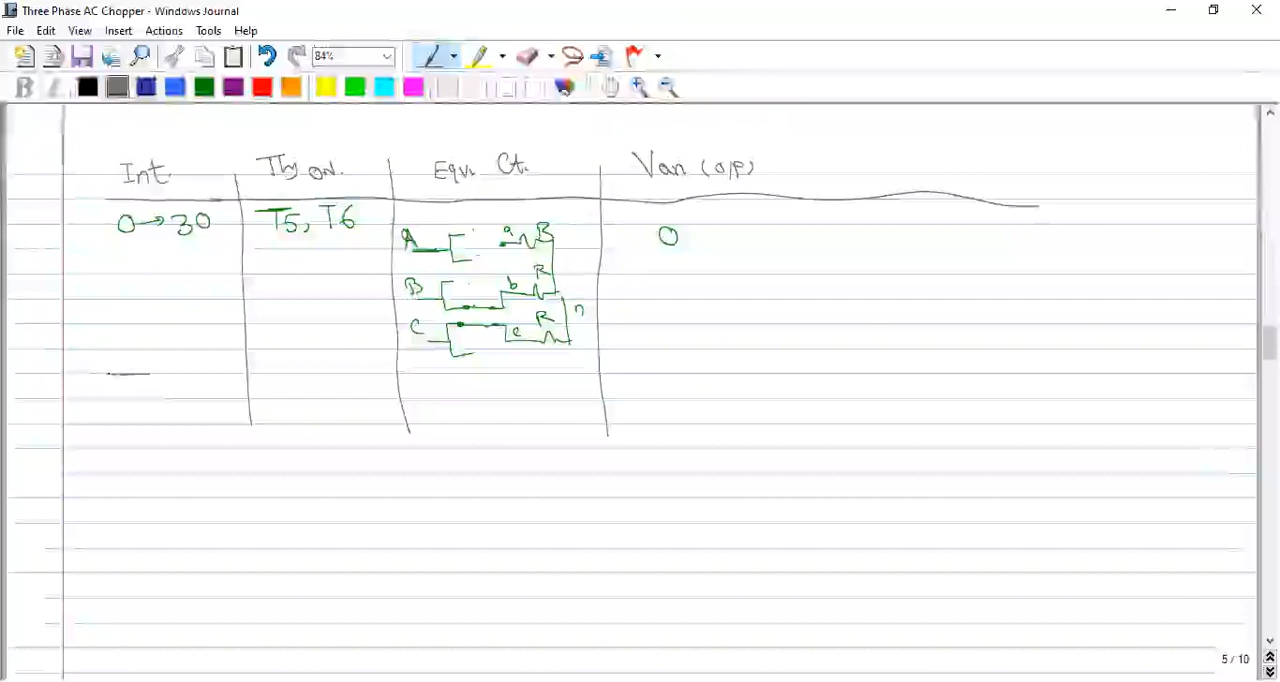 Three Phase AC Chopper - Windows Journal
File Edit View Insert Actions Tools Help
84%
Int. Thy on. Equ. Ct. Van (o/p)
0→30 T5, T6 0
A a R
R
B b
n
R
C c
5 / 10